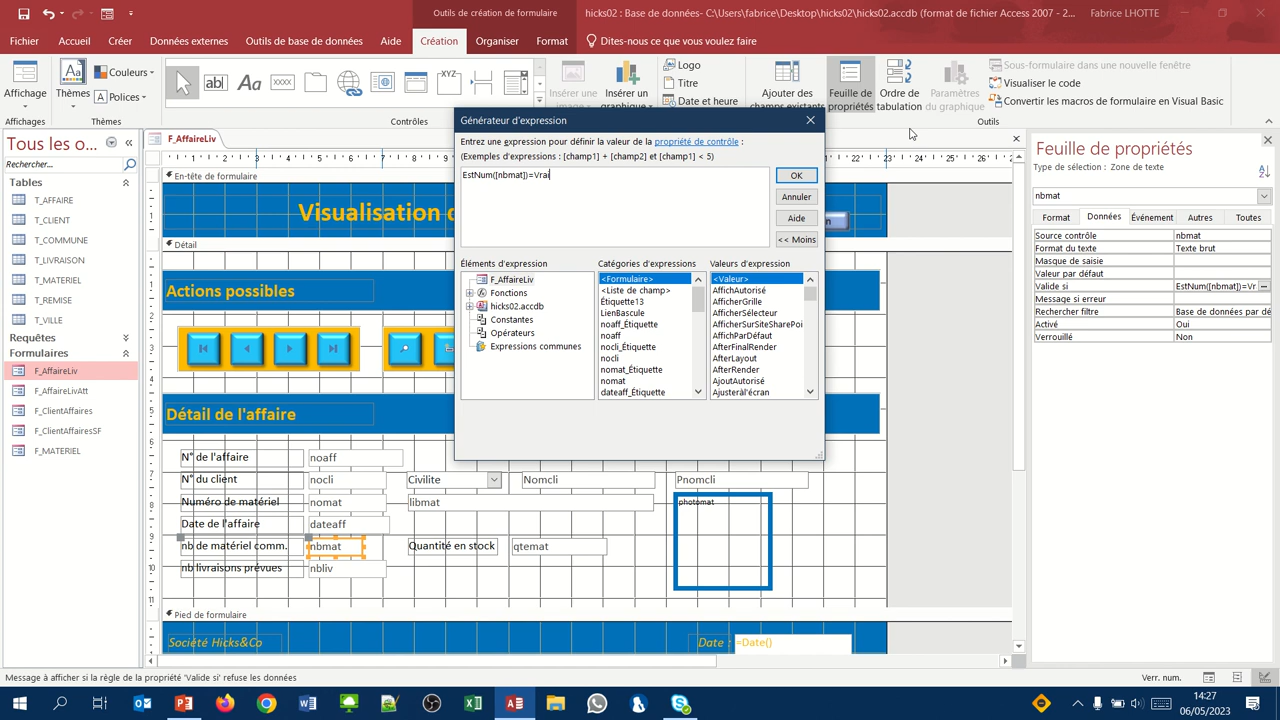 Outils de création de formulaire
hicks02 : Base de données- C:\Users\fabrice\Desktop\hicks02\hicks02.accdb (format de fichier Access 2007 - 2...
Fabrice LHOTTE
Fichier Accueil Créer Données externes Outils de base de données Aide Création Organiser Format Dites-nous ce que vous voulez faire
Affichage
Affichages
Thèmes
Couleurs
Polices
Thèmes
ab|
Aa
XXXX
XYZ
Contrôles
Insérer une image
Insérer un graphique
Logo
Titre
Date et heure
Ajouter des champs existants
Feuille de propriétés
Ordre de tabulation
Paramètres du graphique
Sous-formulaire dans une nouvelle fenêtre
Visualiser le code
Convertir les macros de formulaire en Visual Basic
Outils
Tous les o...
Rechercher...
Tables
T_AFFAIRE
T_CLIENT
T_COMMUNE
T_LIVRAISON
T_MATERIEL
T_REMISE
T_VILLE
Requêtes
Formulaires
F_AffaireLiv
F_AffaireLivAtt
F_ClientAffaires
F_ClientAffairesSF
F_MATERIEL
F_AffaireLiv
En-tête de formulaire
Visualisation d
Détail
Actions possibles
Détail de l'affaire
N° de l'affaire noaff
N° du client nocli Civilite Nomcli Pnomcli
Numéro de matériel nomat libmat photomat
Date de l'affaire dateaff
nb de matériel comm. nbmat Quantité en stock qtemat
nb livraisons prévues nbliv
Pied de formulaire
Société Hicks&Co Date : =Date()
Générateur d'expression
Entrez une expression pour définir la valeur de la propriété de contrôle :
(Exemples d'expressions : [champ1] + [champ2] et [champ1] < 5)
EstNum([nbmat])=Vrai
OK
Annuler
Aide
<< Moins
Éléments d'expression
F_AffaireLiv
Fonctions
hicks02.accdb
Constantes
Opérateurs
Expressions communes
Catégories d'expressions
<Formulaire>
<Liste de champ>
Étiquete13
LienBascule
noaff_Étiquette
noaff
nocli_Étiquette
nocli
nomat_Étiquette
nomat
dateaff_Étiquette
Valeurs d'expression
<Valeur>
AffichAutorisé
AfficherGrille
AfficherSélecteur
AfficherSurSiteSharePoi
AffichParDéfaut
AfterFinalRender
AfterLayout
AfterRender
AjoutAutorisé
Ajusteràl'écran
Feuille de propriétés
Type de sélection : Zone de texte
nbmat
Format Données Événement Autres Toutes
Source contrôle nbmat
Format du texte Texte brut
Masque de saisie
Valeur par défaut
Valide si EstNum([nbmat])=Vr
Message si erreur
Rechercher filtre Base de données par dé
Activé Oui
Verrouillé Non
Message à afficher si la règle de la propriété 'Valide si' refuse les données
Verr. num.
14:27
06/05/2023